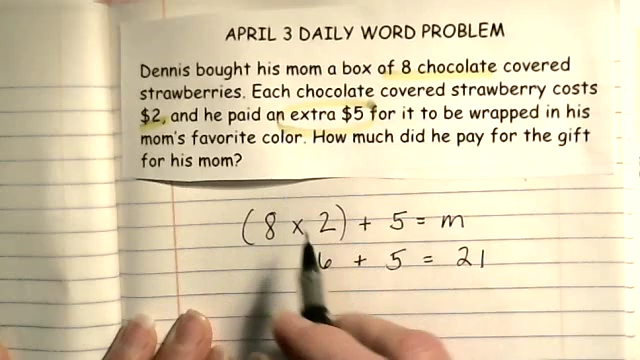 APRIL 3 DAILY WORD PROBLEM
Dennis bought his mom a box of 8 chocolate covered
strawberries. Each chocolate covered strawberry costs
$2, and he paid an extra $5 for it to be wrapped in his
mom's favorite color. How much did he pay for the gift
for his mom?
(8 x 2) + 5 = m
6 + 5 = 21